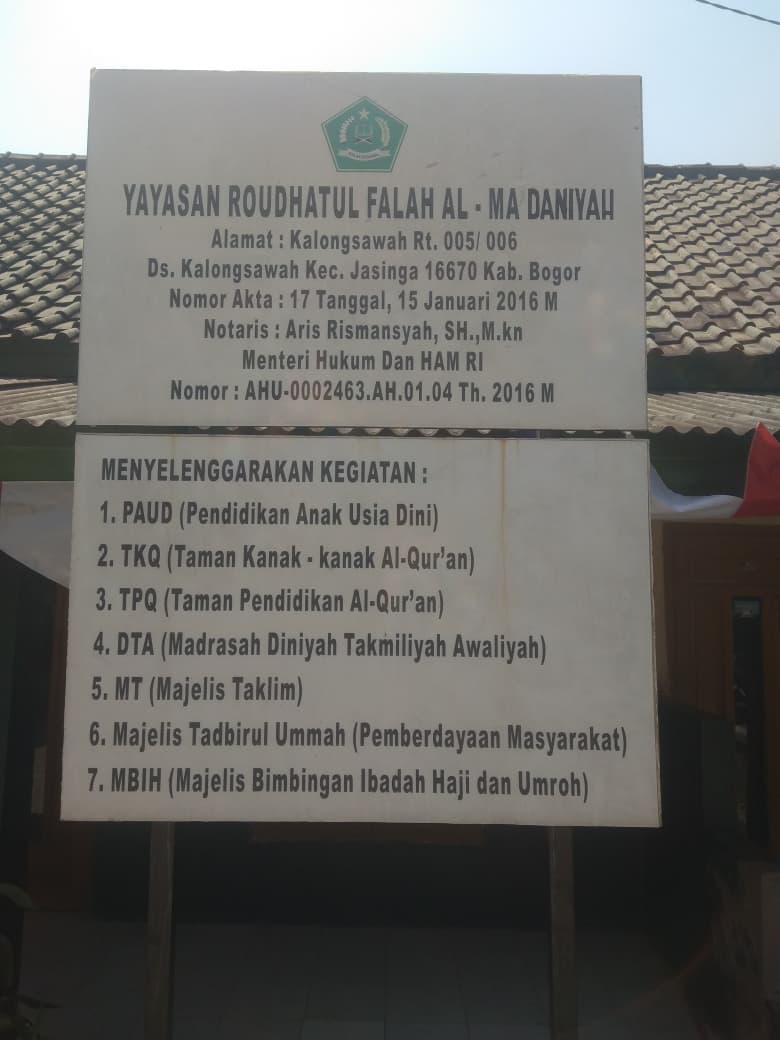 YAYASAN ROUDHATUL FALAH AL - MA DANIYAH
Alamat : Kalongsawah Rt. 005/ 006
Ds. Kalongsawah Kec. Jasinga 16670 Kab. Bogor
Nomor Akta : 17 Tanggal, 15 Januari 2016 M
Notaris : Aris Rismansyah, SH.,M.kn
Menteri Hukum Dan HAM RI
Nomor : AHU-0002463.AH.01.04 Th. 2016 M
MENYELENGGARAKAN KEGIATAN :
1. PAUD (Pendidikan Anak Usia Dini)
2. TKQ (Taman Kanak - kanak Al-Qur'an)
3. TPQ (Taman Pendidikan Al-Qur'an)
4. DTA (Madrasah Diniyah Takmiliyah Awaliyah)
5. MT (Majelis Taklim)
6. Majelis Tadbirul Ummah (Pemberdayaan Masyarakat)
7. MBIH (Majelis Bimbingan Ibadah Haji dan Umroh)